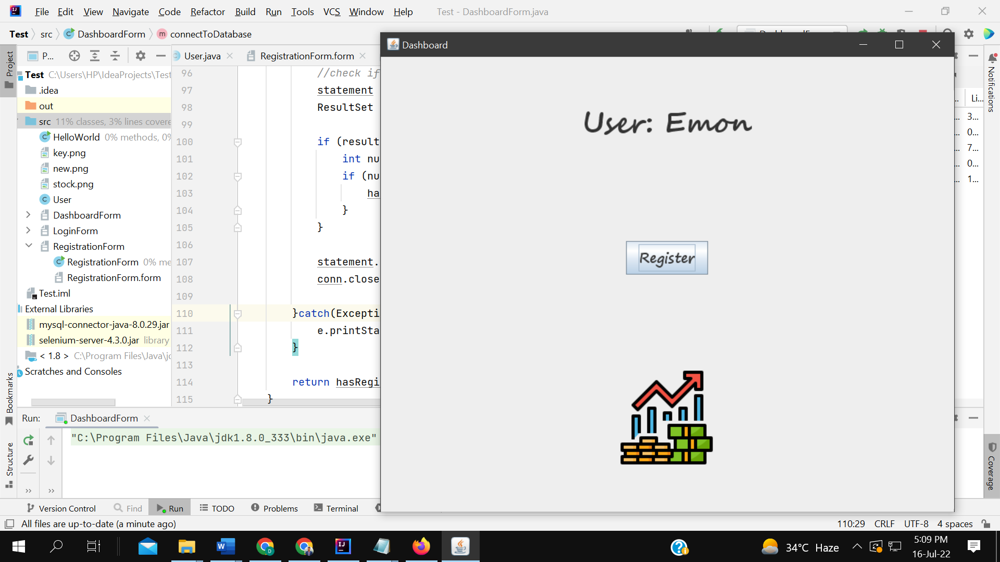 File Edit View Navigate Code Refactor Build Run Tools VCS Window Help Test - DashboardForm.java
Test src DashboardForm m connectToDatabase
Dashboard
P... User.java RegistrationForm.form
Project
Notifications
Bookmarks
Structure
Coverage
Test C:\Users\HP\IdeaProjects\Test
.idea
out
src 11% classes, 3% lines covere
HelloWorld 0% methods, 0%
key.png
new.png
stock.png
User
DashboardForm
LoginForm
RegistrationForm
RegistrationForm 0% me
RegistrationForm.form
Test.iml
External Libraries
mysql-connector-java-8.0.29.jar
selenium-server-4.3.0.jar library
< 1.8 > C:\Program Files\Java\jd
Scratches and Consoles
96 //check if
97 statement
98 ResultSet
99
100 if (result
101 int nu
102 if (nu
103 ha
104 }
105 }
106
107 statement.
108 conn.close
109
110 }catch(Excepti
111 e.printSta
112 }
113
114 return hasRegi
115 }
User: Emon
Register
Li...
... 3...
... 0...
... 7...
... 0...
... 1...
Run: DashboardForm
"C:\Program Files\Java\jdk1.8.0_333\bin\java.exe"
Version Control Find Run TODO Problems Terminal
All files are up-to-date (a minute ago) 110:29 CRLF UTF-8 4 spaces
34°C Haze 5:09 PM
16-Jul-22